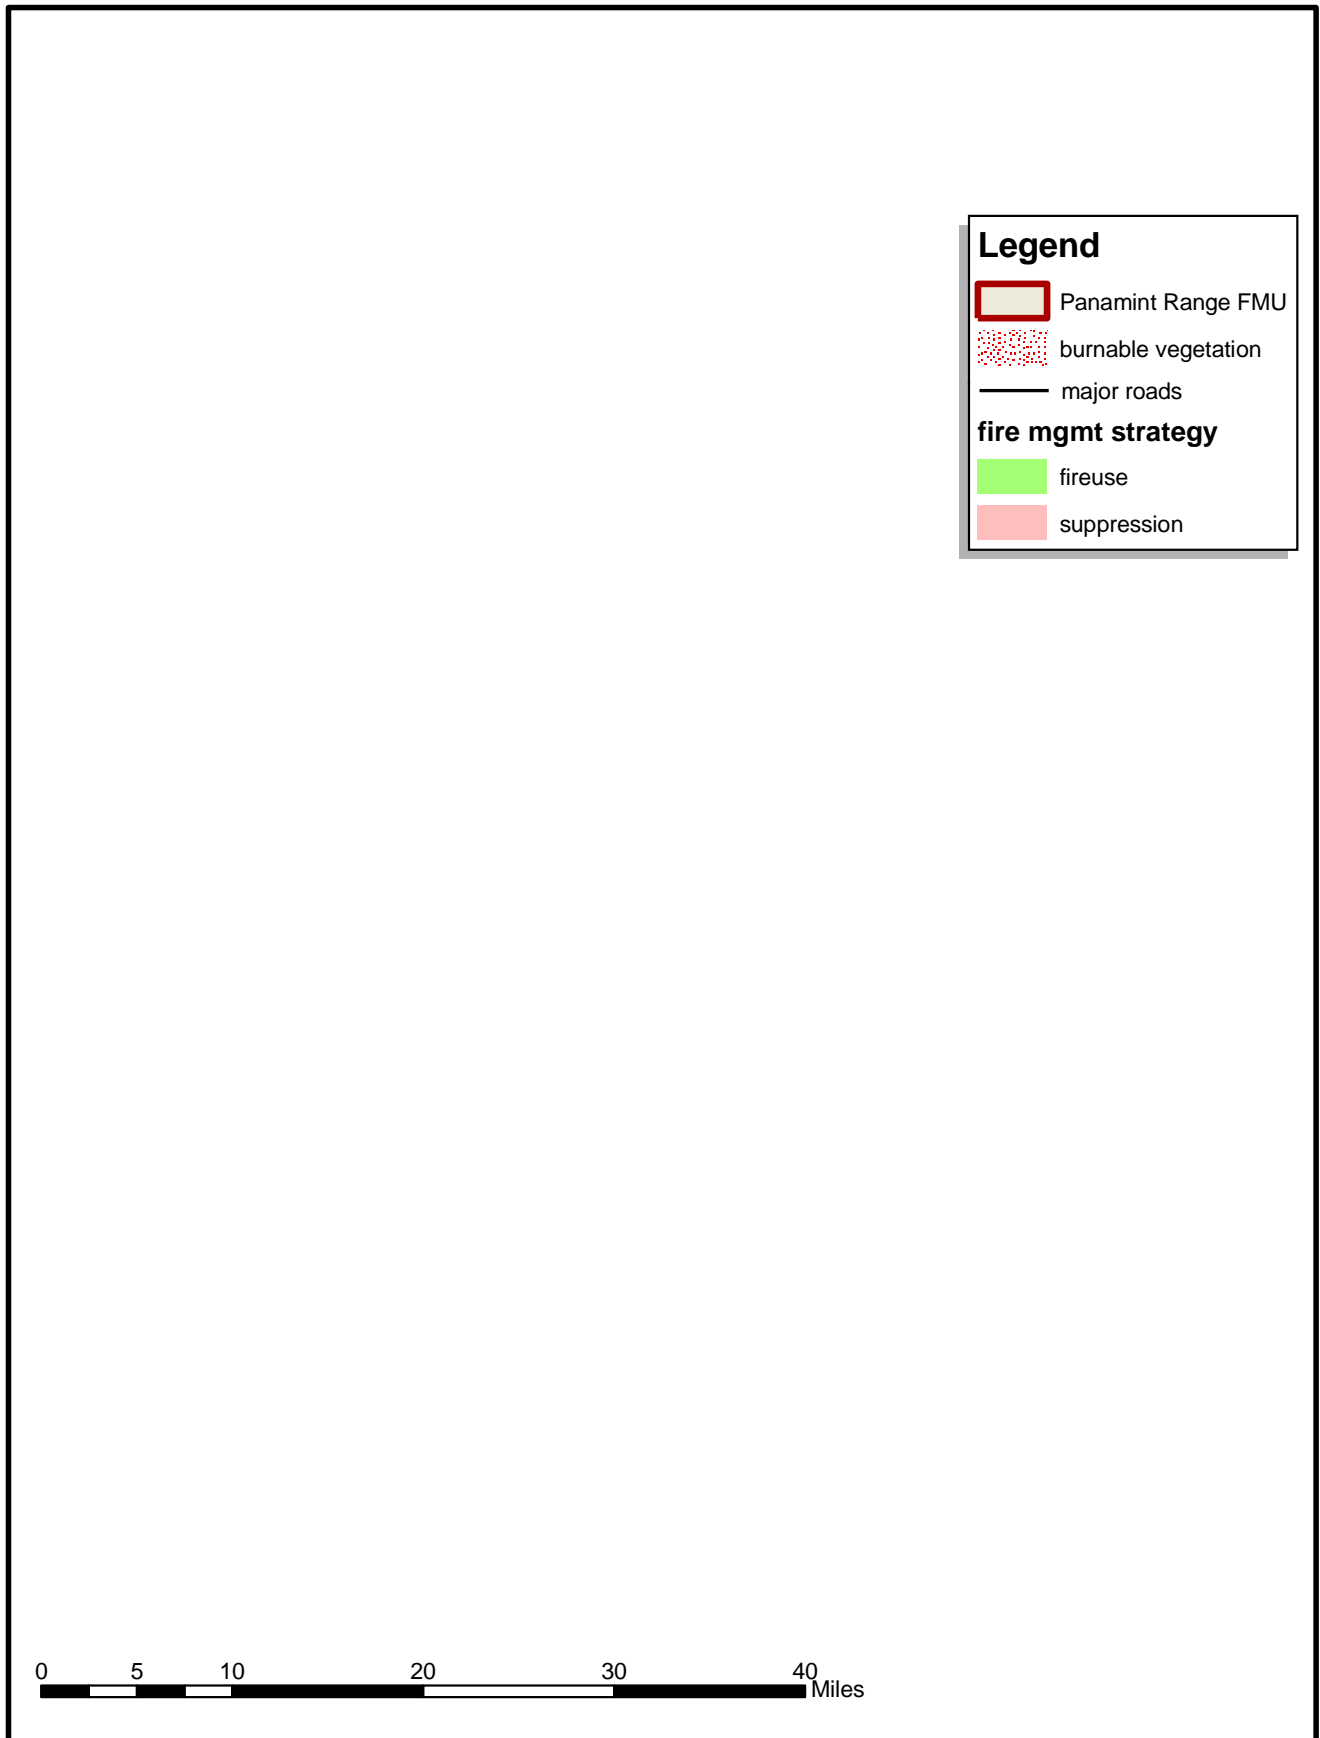 Legend
Panamint Range FMU
burnable vegetation
major roads
fire mgmt strategy
fireuse
suppression
0 5 10 20 30 40
Miles